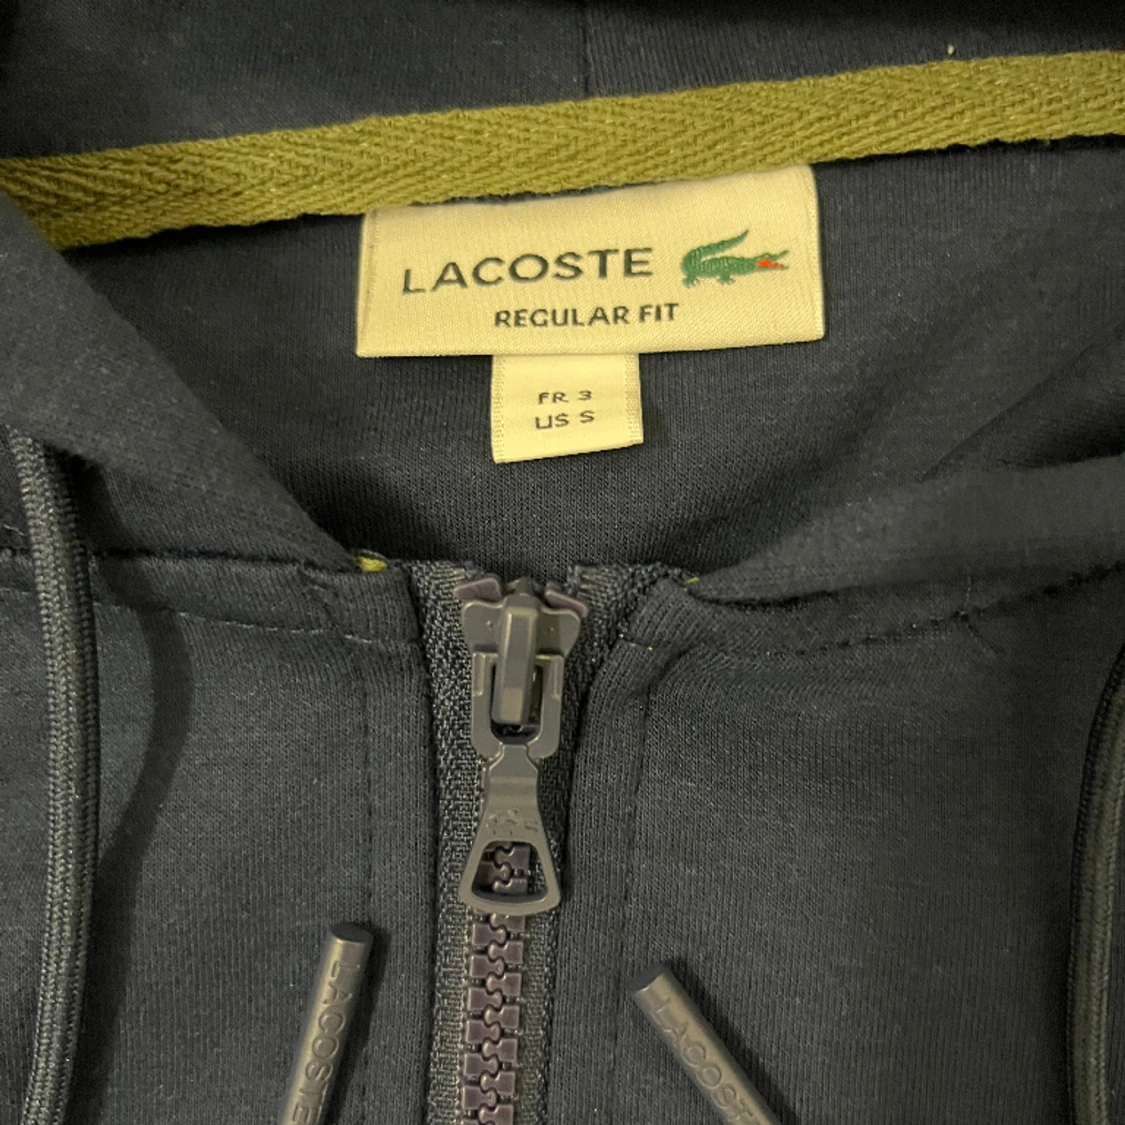 LACOSTE
REGULAR FIT
FR 3
US S
LACOSTE
LACOSTE